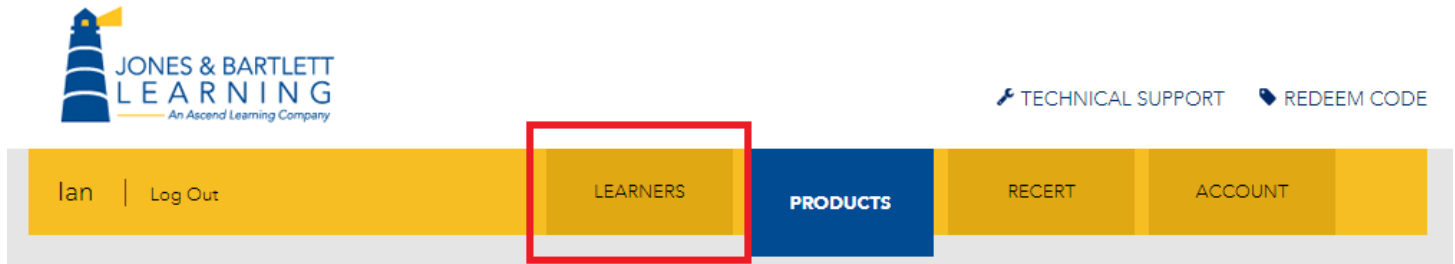 JONES & BARTLETT
LEARNING
An Ascend Learning Company
TECHNICAL SUPPORT REDEEM CODE
Ian | Log Out LEARNERS PRODUCTS RECERT ACCOUNT